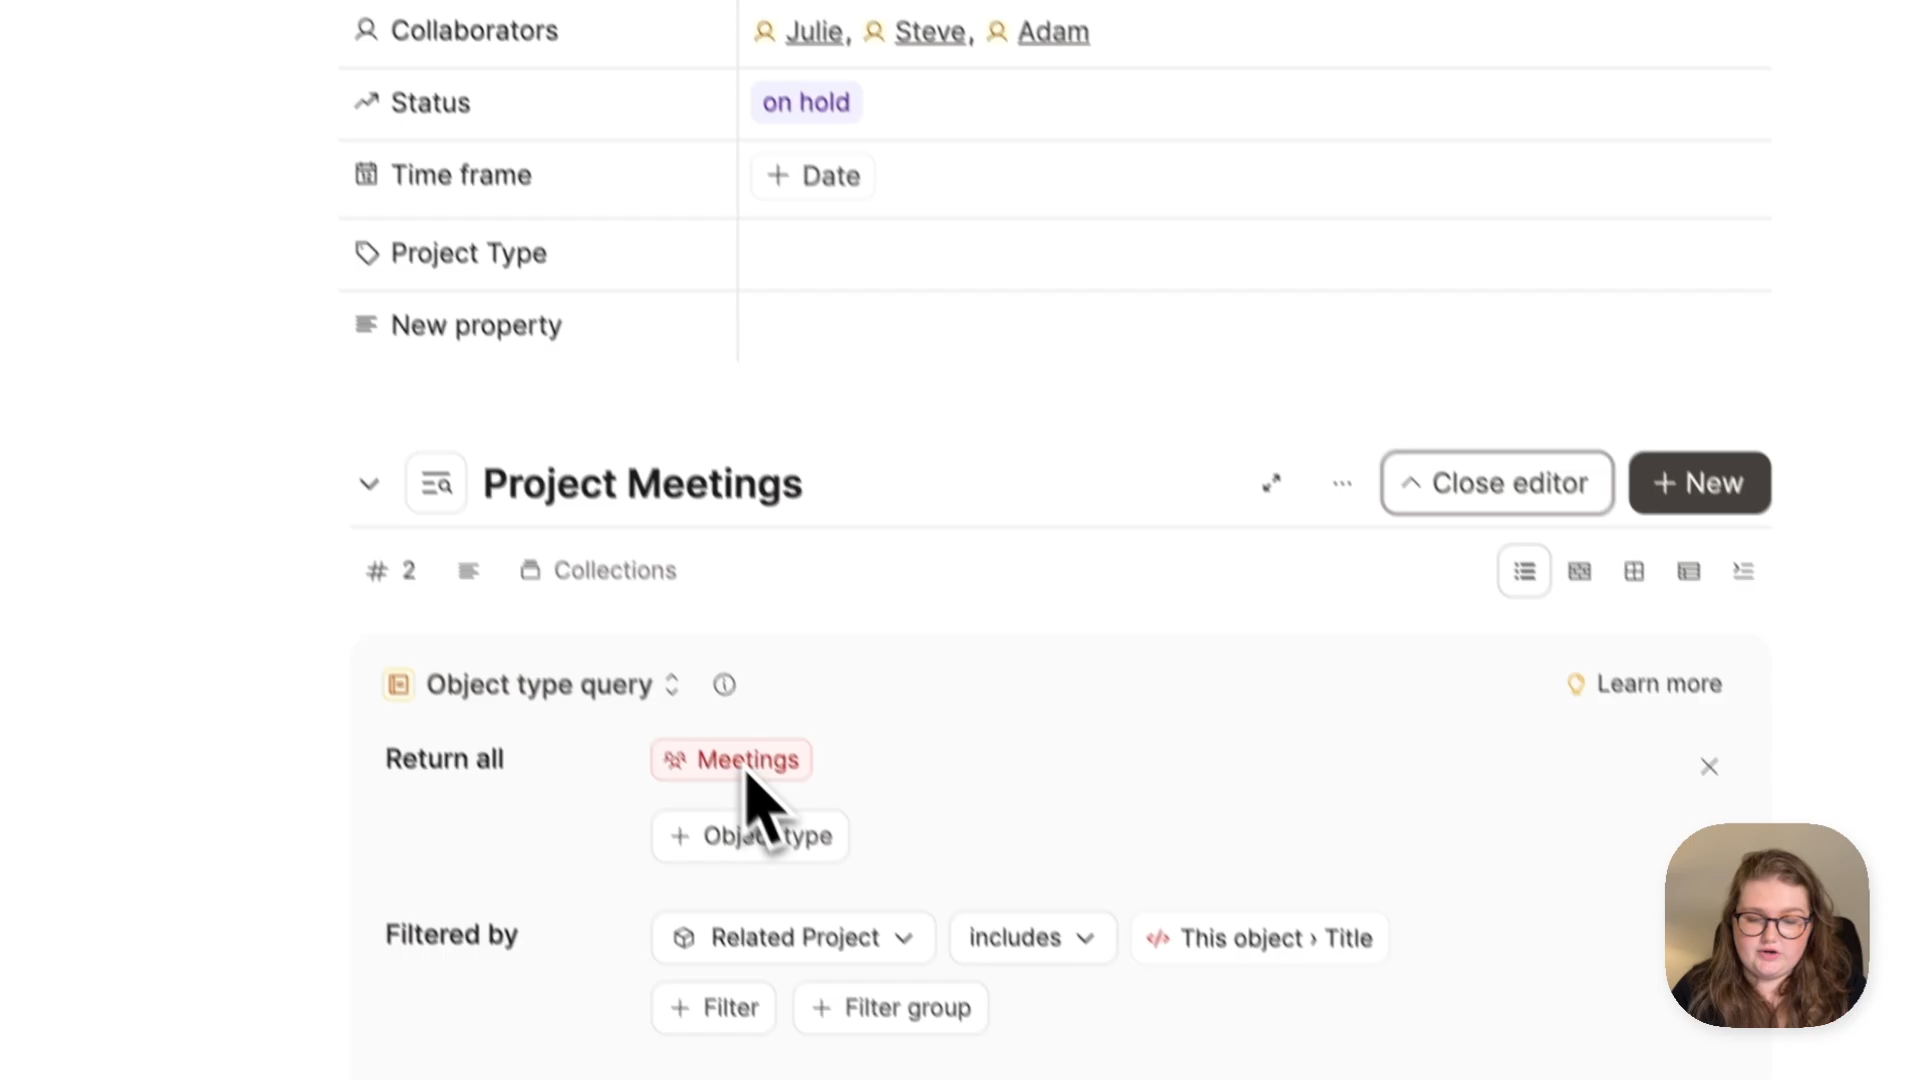 Collaborators Julie, Steve, Adam
Status on hold
Time frame + Date
Project Type
New property
Project Meetings Close editor + New
# 2 Collections
Object type query Learn more
Return all Meetings
+ Object type
Filtered by Related Project includes </> This object › Title
+ Filter + Filter group